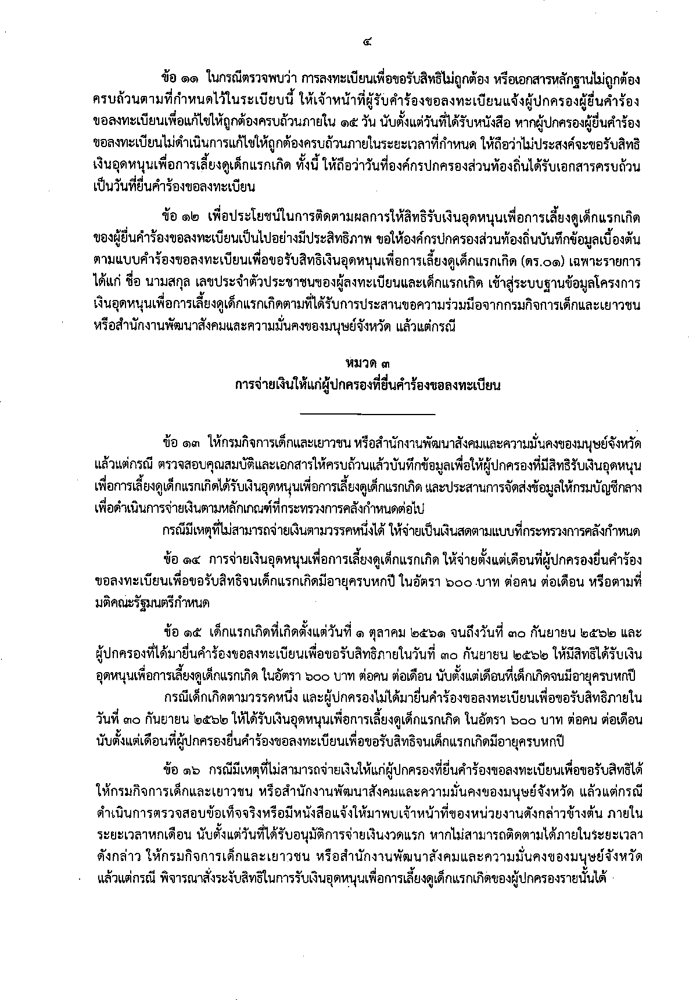 ๔
ข้อ ๑๑ ในกรณีตรวจพบว่า การลงทะเบียนเพื่อขอรับสิทธิไม่ถูกต้อง หรือเอกสารหลักฐานไม่ถูกต้อง
ครบถ้วนตามที่กำหนดไว้ในระเบียบนี้ ให้เจ้าหน้าที่ผู้รับคำร้องขอลงทะเบียนแจ้งผู้ปกครองผู้ยื่นคำร้อง
ขอลงทะเบียนเพื่อแก้ไขให้ถูกต้องครบถ้วนภายใน ๑๕ วัน นับตั้งแต่วันที่ได้รับหนังสือ หากผู้ปกครองผู้ยื่นคำร้อง
ขอลงทะเบียนไม่ดำเนินการแก้ไขให้ถูกต้องครบถ้วนภายในระยะเวลาที่กำหนด ให้ถือว่าไม่ประสงค์จะขอรับสิทธิ
เงินอุดหนุนเพื่อการเลี้ยงดูเด็กแรกเกิด ทั้งนี้ ให้ถือว่าวันที่องค์กรปกครองส่วนท้องถิ่นได้รับเอกสารครบถ้วน
เป็นวันที่ยื่นคำร้องขอลงทะเบียน
ข้อ ๑๒ เพื่อประโยชน์ในการติดตามผลการให้สิทธิรับเงินอุดหนุนเพื่อการเลี้ยงดูเด็กแรกเกิด
ของผู้ยื่นคำร้องขอลงทะเบียนเป็นไปอย่างมีประสิทธิภาพ ขอให้องค์กรปกครองส่วนท้องถิ่นบันทึกข้อมูลเบื้องต้น
ตามแบบคำร้องขอลงทะเบียนเพื่อขอรับสิทธิเงินอุดหนุนเพื่อการเลี้ยงดูเด็กแรกเกิด (ดร.๐๑) เฉพาะรายการ
ได้แก่ ชื่อ นามสกุล เลขประจำตัวประชาชนของผู้ลงทะเบียนและเด็กแรกเกิด เข้าสู่ระบบฐานข้อมูลโครงการ
เงินอุดหนุนเพื่อการเลี้ยงดูเด็กแรกเกิดตามที่ได้รับการประสานขอความร่วมมือจากกรมกิจการเด็กและเยาวชน
หรือสำนักงานพัฒนาสังคมและความมั่นคงของมนุษย์จังหวัด แล้วแต่กรณี
หมวด ๓
การจ่ายเงินให้แก่ผู้ปกครองที่ยื่นคำร้องขอลงทะเบียน
ข้อ ๑๓ ให้กรมกิจการเด็กและเยาวชน หรือสำนักงานพัฒนาสังคมและความมั่นคงของมนุษย์จังหวัด
แล้วแต่กรณี ตรวจสอบคุณสมบัติและเอกสารให้ครบถ้วนแล้วบันทึกข้อมูลเพื่อให้ผู้ปกครองที่มีสิทธิรับเงินอุดหนุน
เพื่อการเลี้ยงดูเด็กแรกเกิดได้รับเงินอุดหนุนเพื่อการเลี้ยงดูเด็กแรกเกิด และประสานการจัดส่งข้อมูลให้กรมบัญชีกลาง
เพื่อดำเนินการจ่ายเงินตามหลักเกณฑ์ที่กระทรวงการคลังกำหนดต่อไป
กรณีมีเหตุที่ไม่สามารถจ่ายเงินตามวรรคหนึ่งได้ ให้จ่ายเป็นเงินสดตามแบบที่กระทรวงการคลังกำหนด
ข้อ ๑๔ การจ่ายเงินอุดหนุนเพื่อการเลี้ยงดูเด็กแรกเกิด ให้จ่ายตั้งแต่เดือนที่ผู้ปกครองยื่นคำร้อง
ขอลงทะเบียนเพื่อขอรับสิทธิจนเด็กแรกเกิดมีอายุครบหกปี ในอัตรา ๖๐๐ บาท ต่อคน ต่อเดือน หรือตามที่
มติคณะรัฐมนตรีกำหนด
ข้อ ๑๕ เด็กแรกเกิดที่เกิดตั้งแต่วันที่ ๑ ตุลาคม ๒๕๖๑ จนถึงวันที่ ๓๐ กันยายน ๒๕๖๒ และ
ผู้ปกครองที่ได้มายื่นคำร้องขอลงทะเบียนเพื่อขอรับสิทธิภายในวันที่ ๓๐ กันยายน ๒๕๖๒ ให้มีสิทธิได้รับเงิน
อุดหนุนเพื่อการเลี้ยงดูเด็กแรกเกิด ในอัตรา ๖๐๐ บาท ต่อคน ต่อเดือน นับตั้งแต่เดือนที่เด็กเกิดจนมีอายุครบหกปี
กรณีเด็กเกิดตามวรรคหนึ่ง และผู้ปกครองไม่ได้มายื่นคำร้องขอลงทะเบียนเพื่อขอรับสิทธิภายใน
วันที่ ๓๐ กันยายน ๒๕๖๒ ให้ได้รับเงินอุดหนุนเพื่อการเลี้ยงดูเด็กแรกเกิด ในอัตรา ๖๐๐ บาท ต่อคน ต่อเดือน
นับตั้งแต่เดือนที่ผู้ปกครองยื่นคำร้องขอลงทะเบียนเพื่อขอรับสิทธิจนเด็กแรกเกิดมีอายุครบหกปี
ข้อ ๑๖ กรณีมีเหตุที่ไม่สามารถจ่ายเงินให้แก่ผู้ปกครองที่ยื่นคำร้องขอลงทะเบียนเพื่อขอรับสิทธิได้
ให้กรมกิจการเด็กและเยาวชน หรือสำนักงานพัฒนาสังคมและความมั่นคงของมนุษย์จังหวัด แล้วแต่กรณี
ดำเนินการตรวจสอบข้อเท็จจริงหรือมีหนังสือแจ้งให้มาพบเจ้าหน้าที่ของหน่วยงานดังกล่าวข้างต้น ภายใน
ระยะเวลาหกเดือน นับตั้งแต่วันที่ได้รับอนุมัติการจ่ายเงินงวดแรก หากไม่สามารถติดตามได้ภายในระยะเวลา
ดังกล่าว ให้กรมกิจการเด็กและเยาวชน หรือสำนักงานพัฒนาสังคมและความมั่นคงของมนุษย์จังหวัด
แล้วแต่กรณี พิจารณาสั่งระงับสิทธิในการรับเงินอุดหนุนเพื่อการเลี้ยงดูเด็กแรกเกิดของผู้ปกครองรายนั้นได้